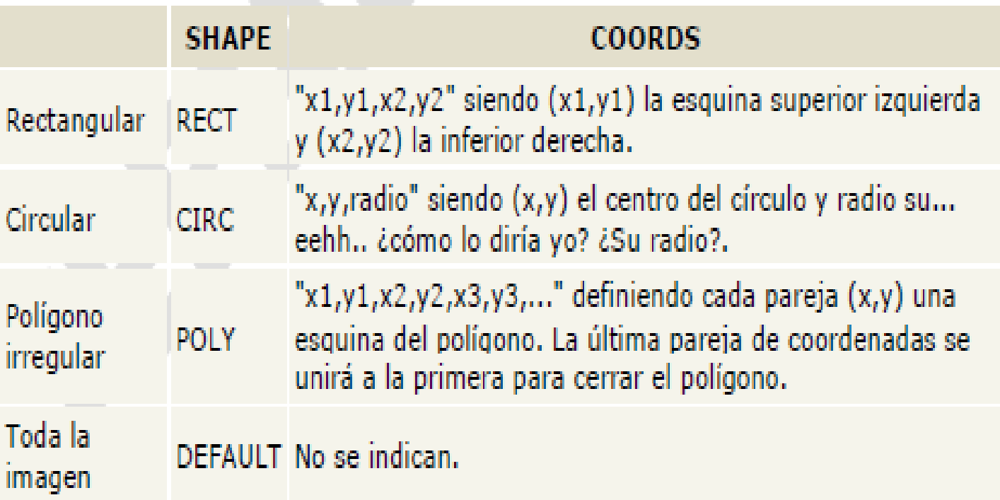 SHAPE COORDS
Rectangular RECT "x1,y1,x2,y2" siendo (x1,y1) la esquina superior izquierda
y (x2,y2) la inferior derecha.
Circular CIRC "x,y,radio" siendo (x,y) el centro del círculo y radio su...
eehh.. ¿cómo lo diría yo? ¿Su radio?.
Polígono
irregular
POLY
"x1,y1,x2,y2,x3,y3,..." definiendo cada pareja (x,y) una
esquina del polígono. La última pareja de coordenadas se
unirá a la primera para cerrar el polígono.
Toda la
imagen
DEFAULT No se indican.